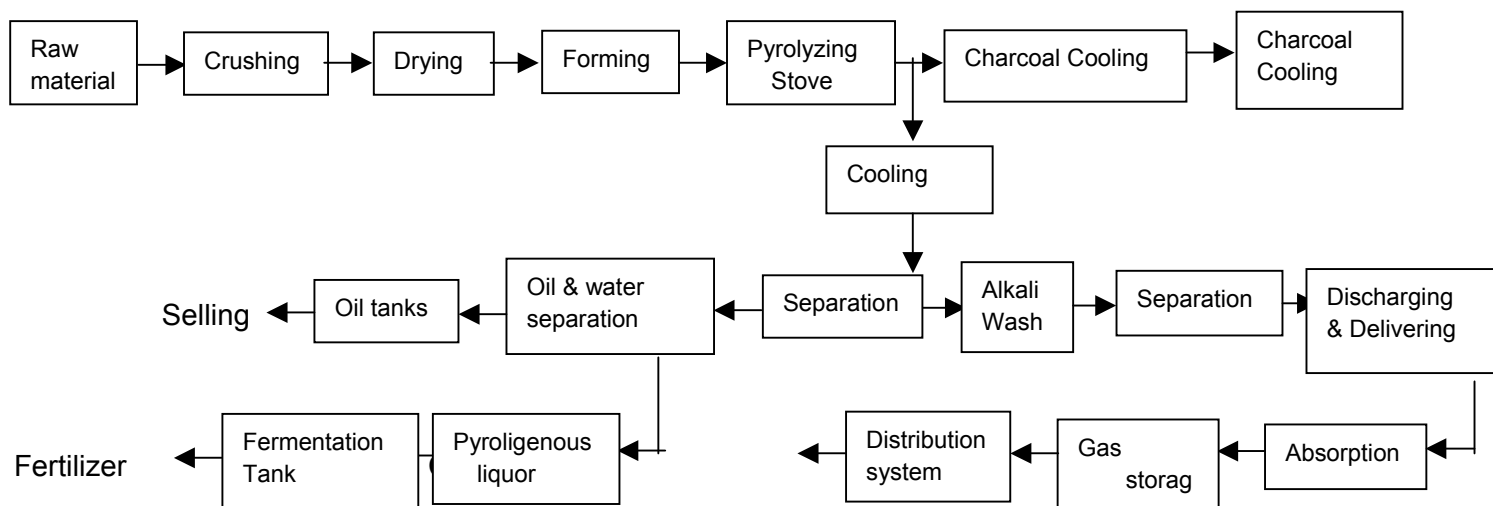 Raw
material
Crushing
Drying
Forming
Pyrolyzing
Stove
Charcoal Cooling
Charcoal
Cooling
Cooling
Selling
Oil tanks
Oil & water
separation
Separation
Alkali
Wash
Separation
Discharging
& Delivering
Fertilizer
Fermentation
Tank
Pyroligenous
liquor
Distribution
system
Gas
storag
Absorption